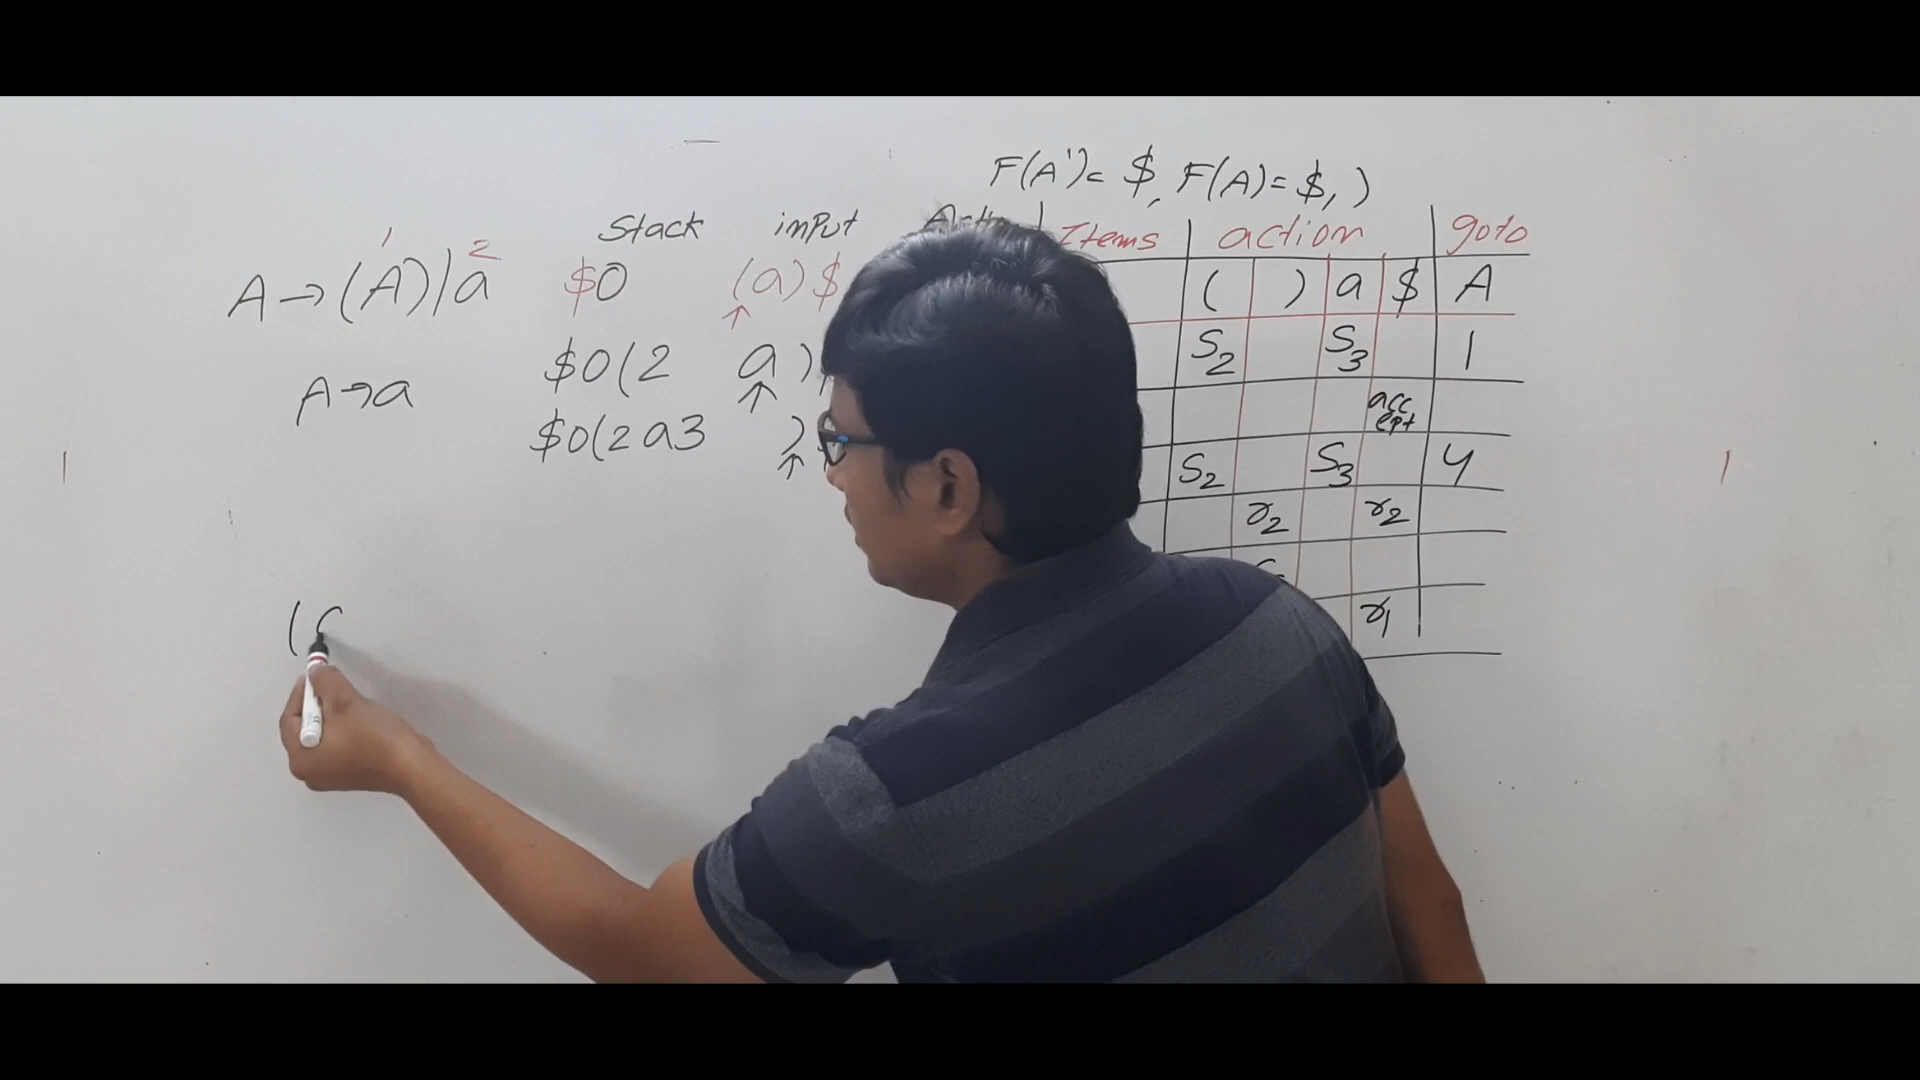 F(A')= $, F(A)=$, )
Stack input
Items action goto
1 2
A→(A)|a $0 (a)$
( ) a $ A
$0(2 a)
S2 S3 1
A→a
acc
ept
$0(2a3 )
S2 S3 4
r2 r2
(
r1